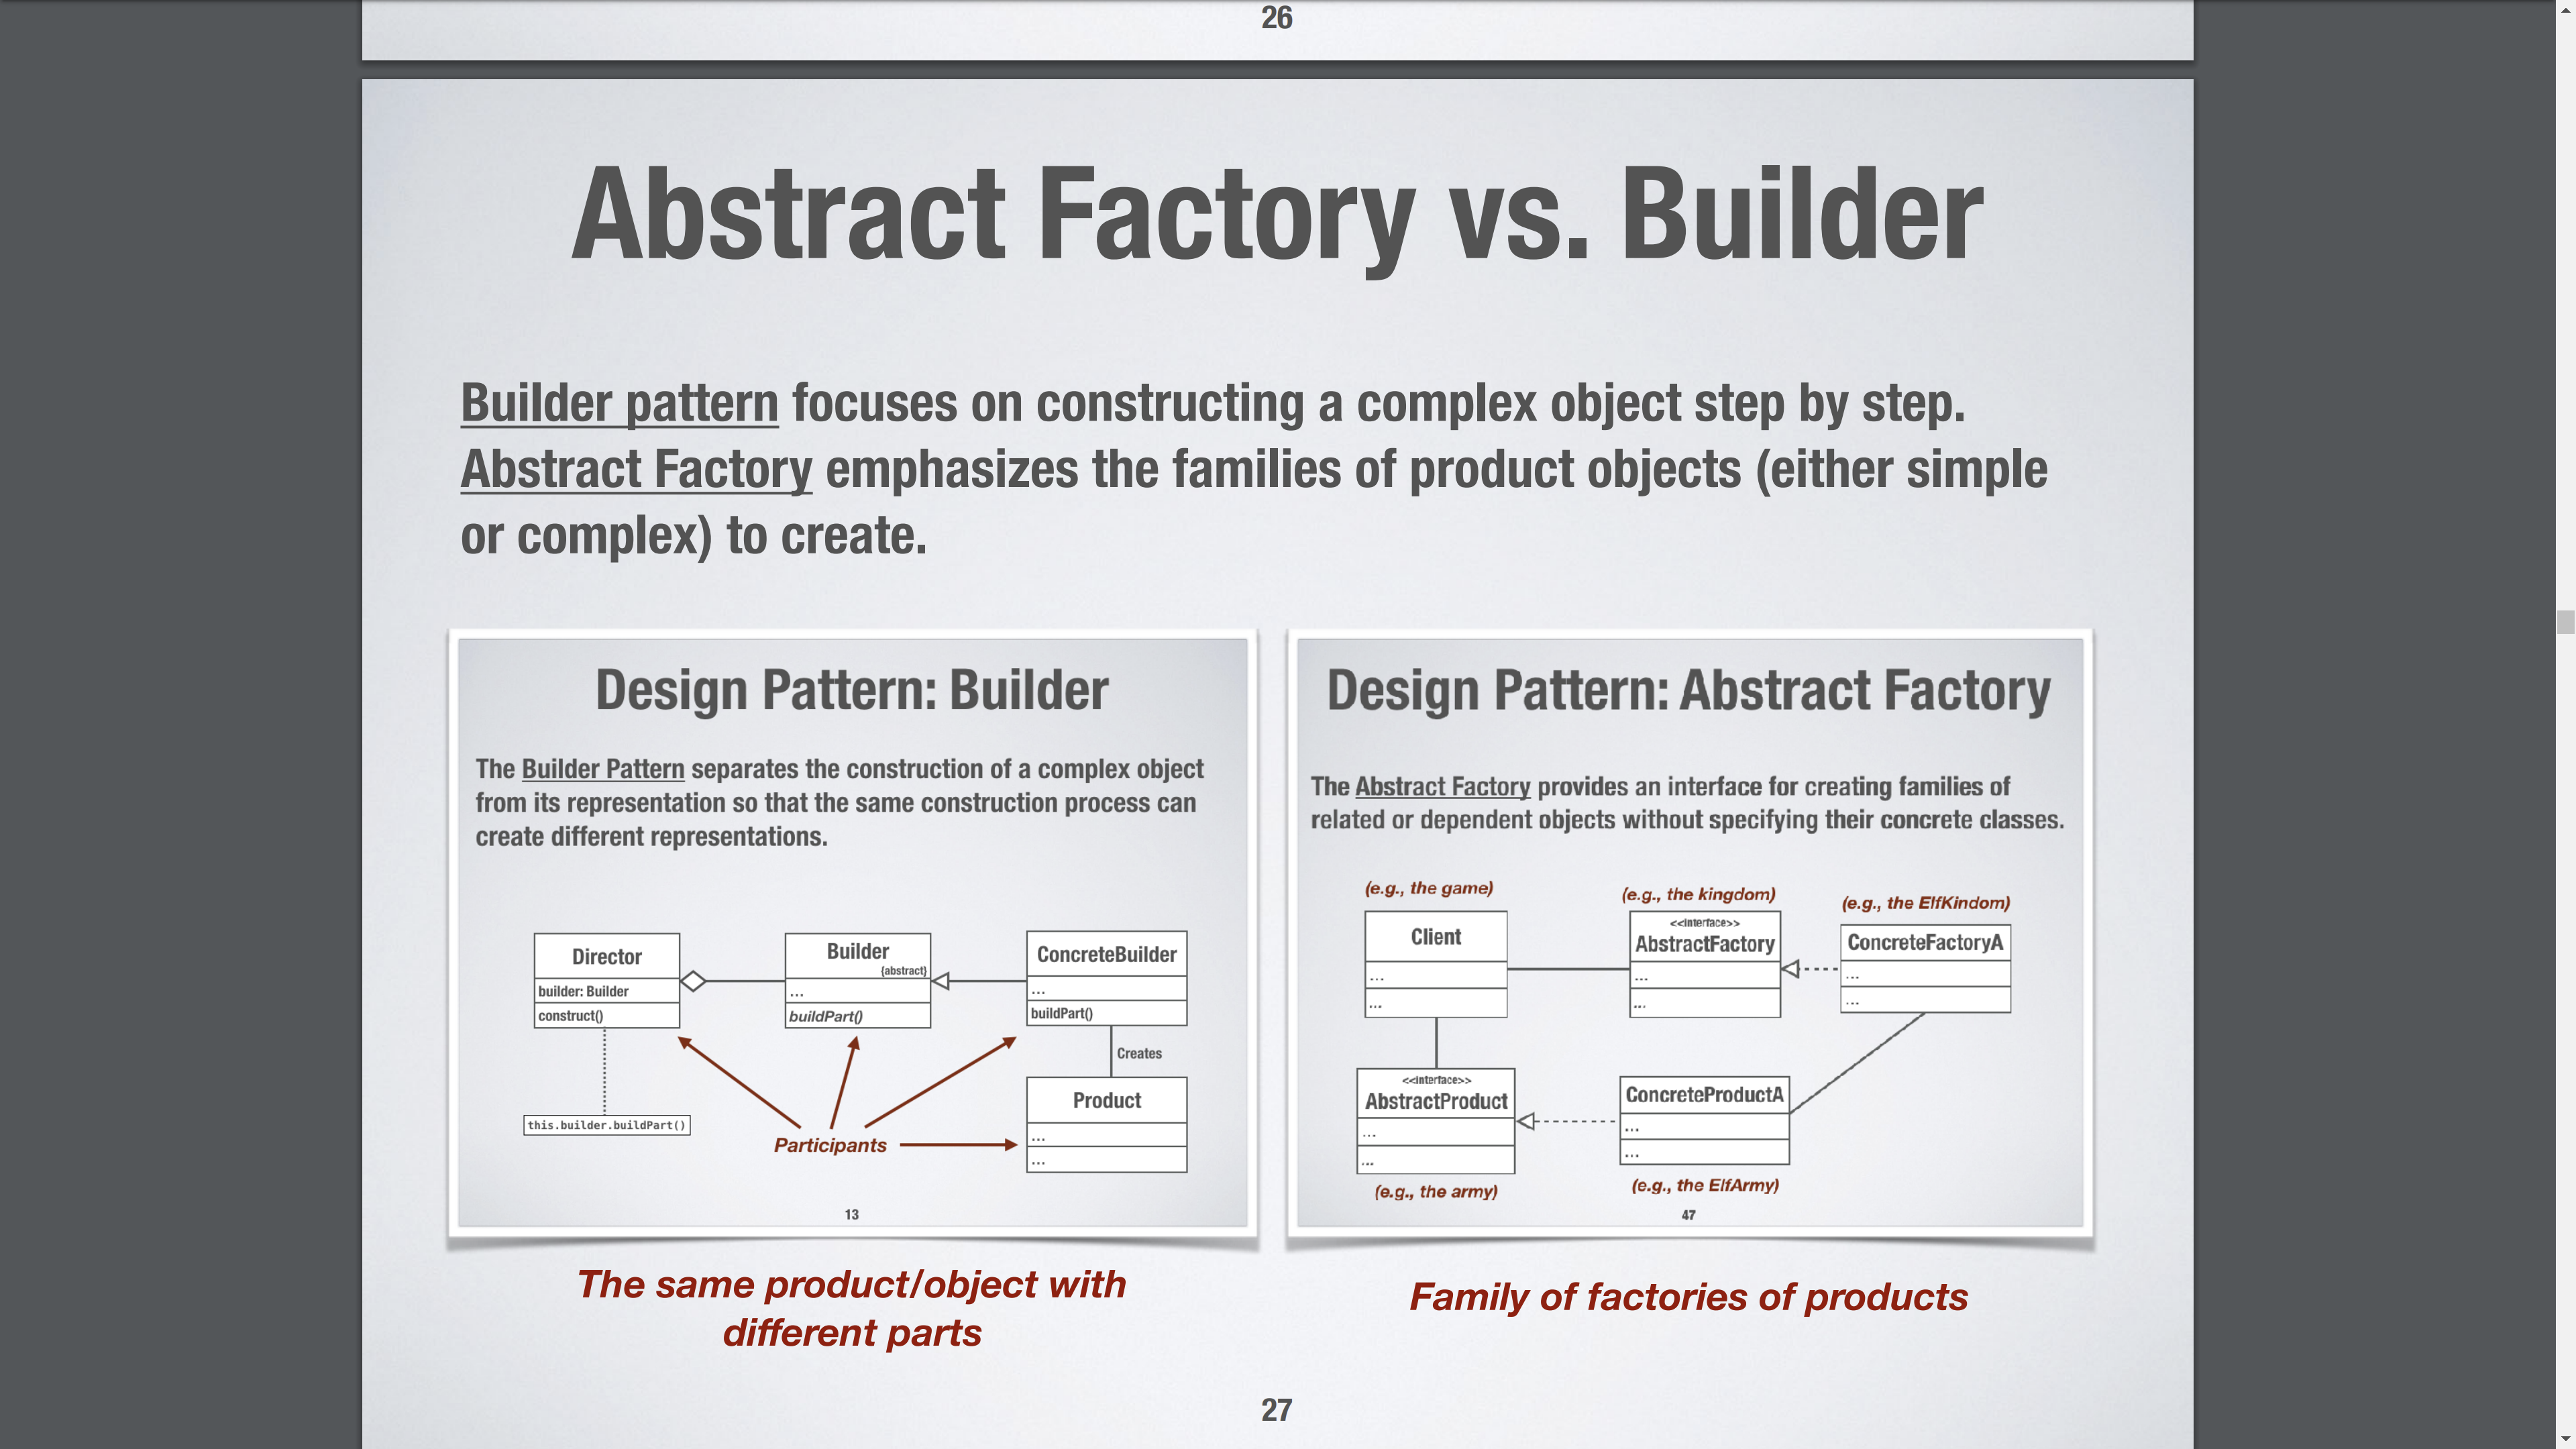 26
Abstract Factory vs. Builder
Builder pattern focuses on constructing a complex object step by step.
Abstract Factory emphasizes the families of product objects (either simple
or complex) to create.
Design Pattern: Builder
The Builder Pattern separates the construction of a complex object
from its representation so that the same construction process can
create different representations.
Director
builder: Builder
construct()
this.builder.buildPart()
Builder
{abstract}
...
buildPart()
ConcreteBuilder
...
buildPart()
Creates
Product
...
...
Participants
13
The same product/object with
different parts
Design Pattern: Abstract Factory
The Abstract Factory provides an interface for creating families of
related or dependent objects without specifying their concrete classes.
(e.g., the game)
Client
...
...
(e.g., the kingdom)
<<interface>>
AbstractFactory
...
...
(e.g., the ElfKindom)
ConcreteFactoryA
...
...
<<interface>>
AbstractProduct
...
...
(e.g., the army)
ConcreteProductA
...
...
(e.g., the ElfArmy)
47
Family of factories of products
27